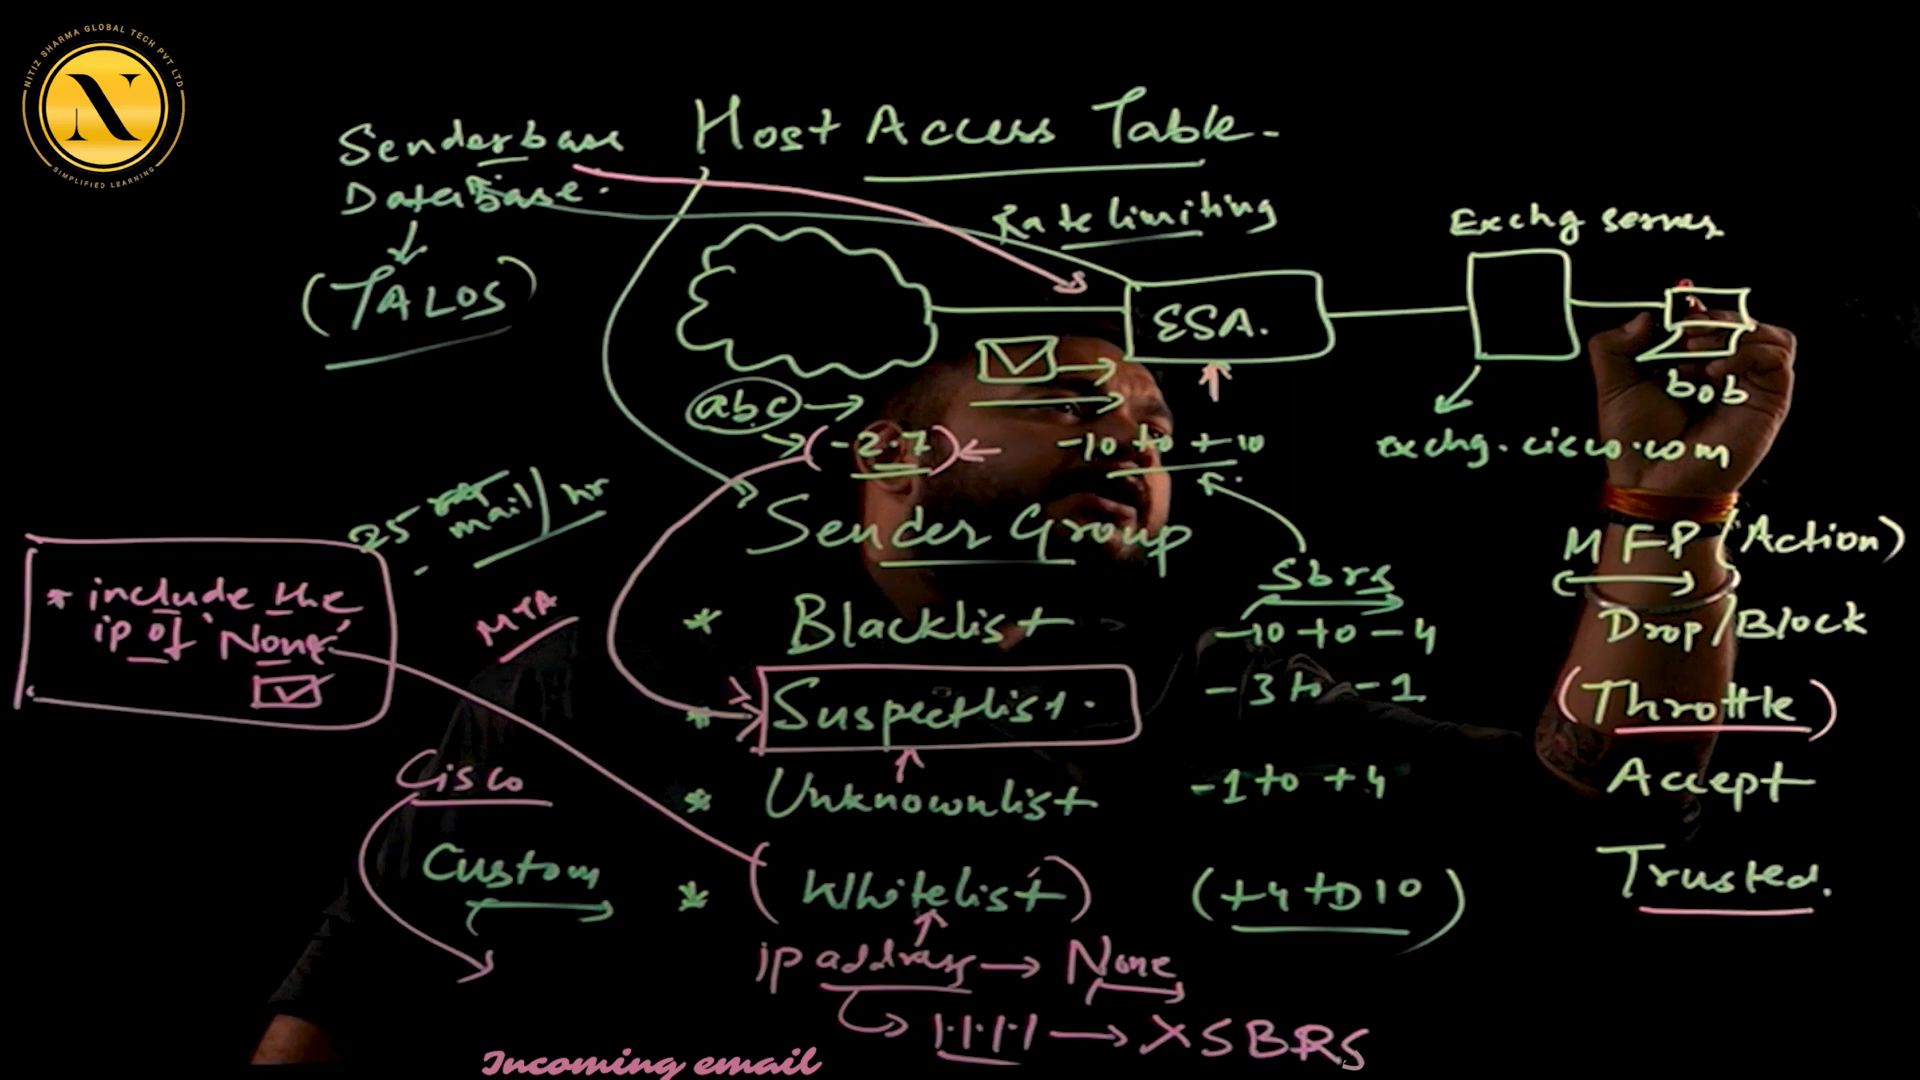 NITIZ SHARMA GLOBAL TECH PVT LTD
N
SIMPLIFIED LEARNING
Host Access Table-
Senderbase
Database.
(TALOS)
Rate limiting
Exchg server
ESA.
bob
abc
(-2.7)
-10 to +10
exchg.cisco.com
25
mail/hr
Sender Group
MFP (Action)
Sbrs
* include the
ip of 'None'
MTA
* Blacklist -10 to -4 Drop/Block
* Suspectlist. -3 to -1 (Throttle)
Cisco
* Unknownlist -1 to +4 Accept
Custom
* (Whitelist) (+4 to 10) Trusted.
ip address → None
1.1.1.1 → X SBRS
Incoming email